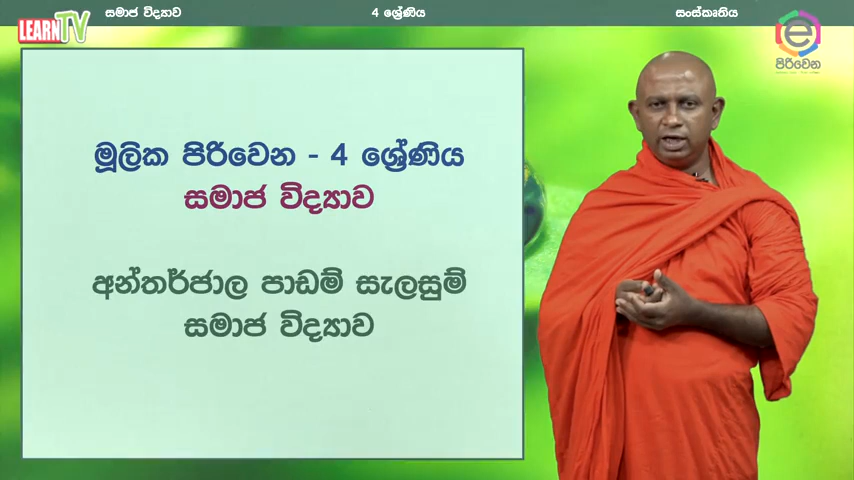 සමාජ විද්‍යාව
4 ශ්‍රේණිය
සංස්කෘතිය
LEARN TV
e
පිරිවෙන
මූලික පිරිවෙන - 4 ශ්‍රේණිය
සමාජ විද්‍යාව
අන්තර්ජාල පාඩම් සැලසුම්
සමාජ විද්‍යාව